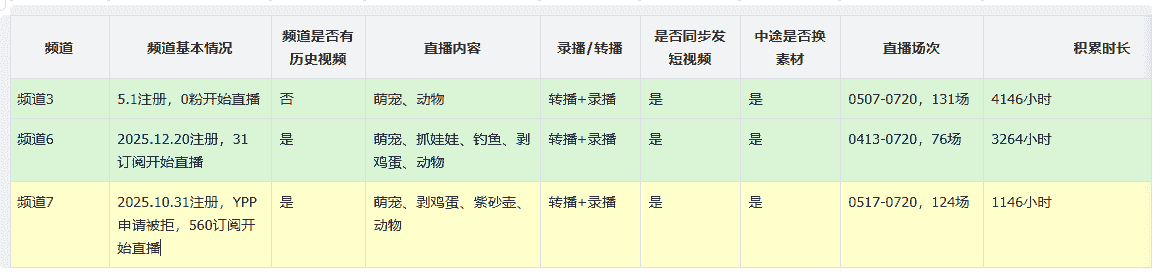 频道 频道基本情况 频道是否有历史视频 直播内容 录播/转播 是否同步发短视频 中途是否换素材 直播场次 积累时长
频道3 5.1注册，0粉开始直播 否 萌宠、动物 转播+录播 是 是 0507-0720，131场 4146小时
频道6 2025.12.20注册，31订阅开始直播 是 萌宠、抓娃娃、钓鱼、剥鸡蛋、动物 转播+录播 是 是 0413-0720，76场 3264小时
频道7 2025.10.31注册，YPP申请被拒，560订阅开始直播 是 萌宠、剥鸡蛋、紫砂壶、动物 转播+录播 是 是 0517-0720，124场 1146小时